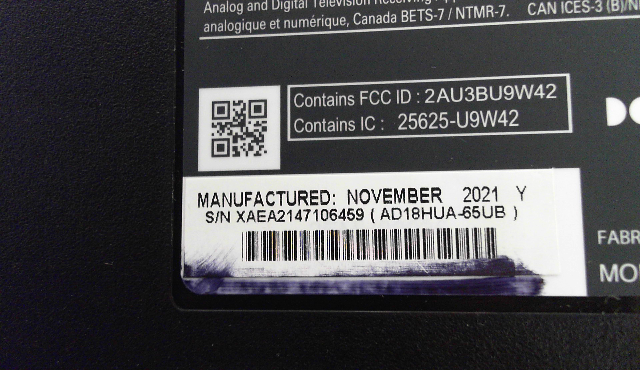 Analog and Digital Television Receiving
analogique et numérique, Canada BETS-7 / NTMR-7. CAN ICES-3 (B)/N
Contains FCC ID : 2AU3BU9W42
Contains IC : 25625-U9W42
MANUFACTURED: NOVEMBER 2021 Y
S/N XAEA2147106459 ( AD18HUA-65UB )
FABR
MO